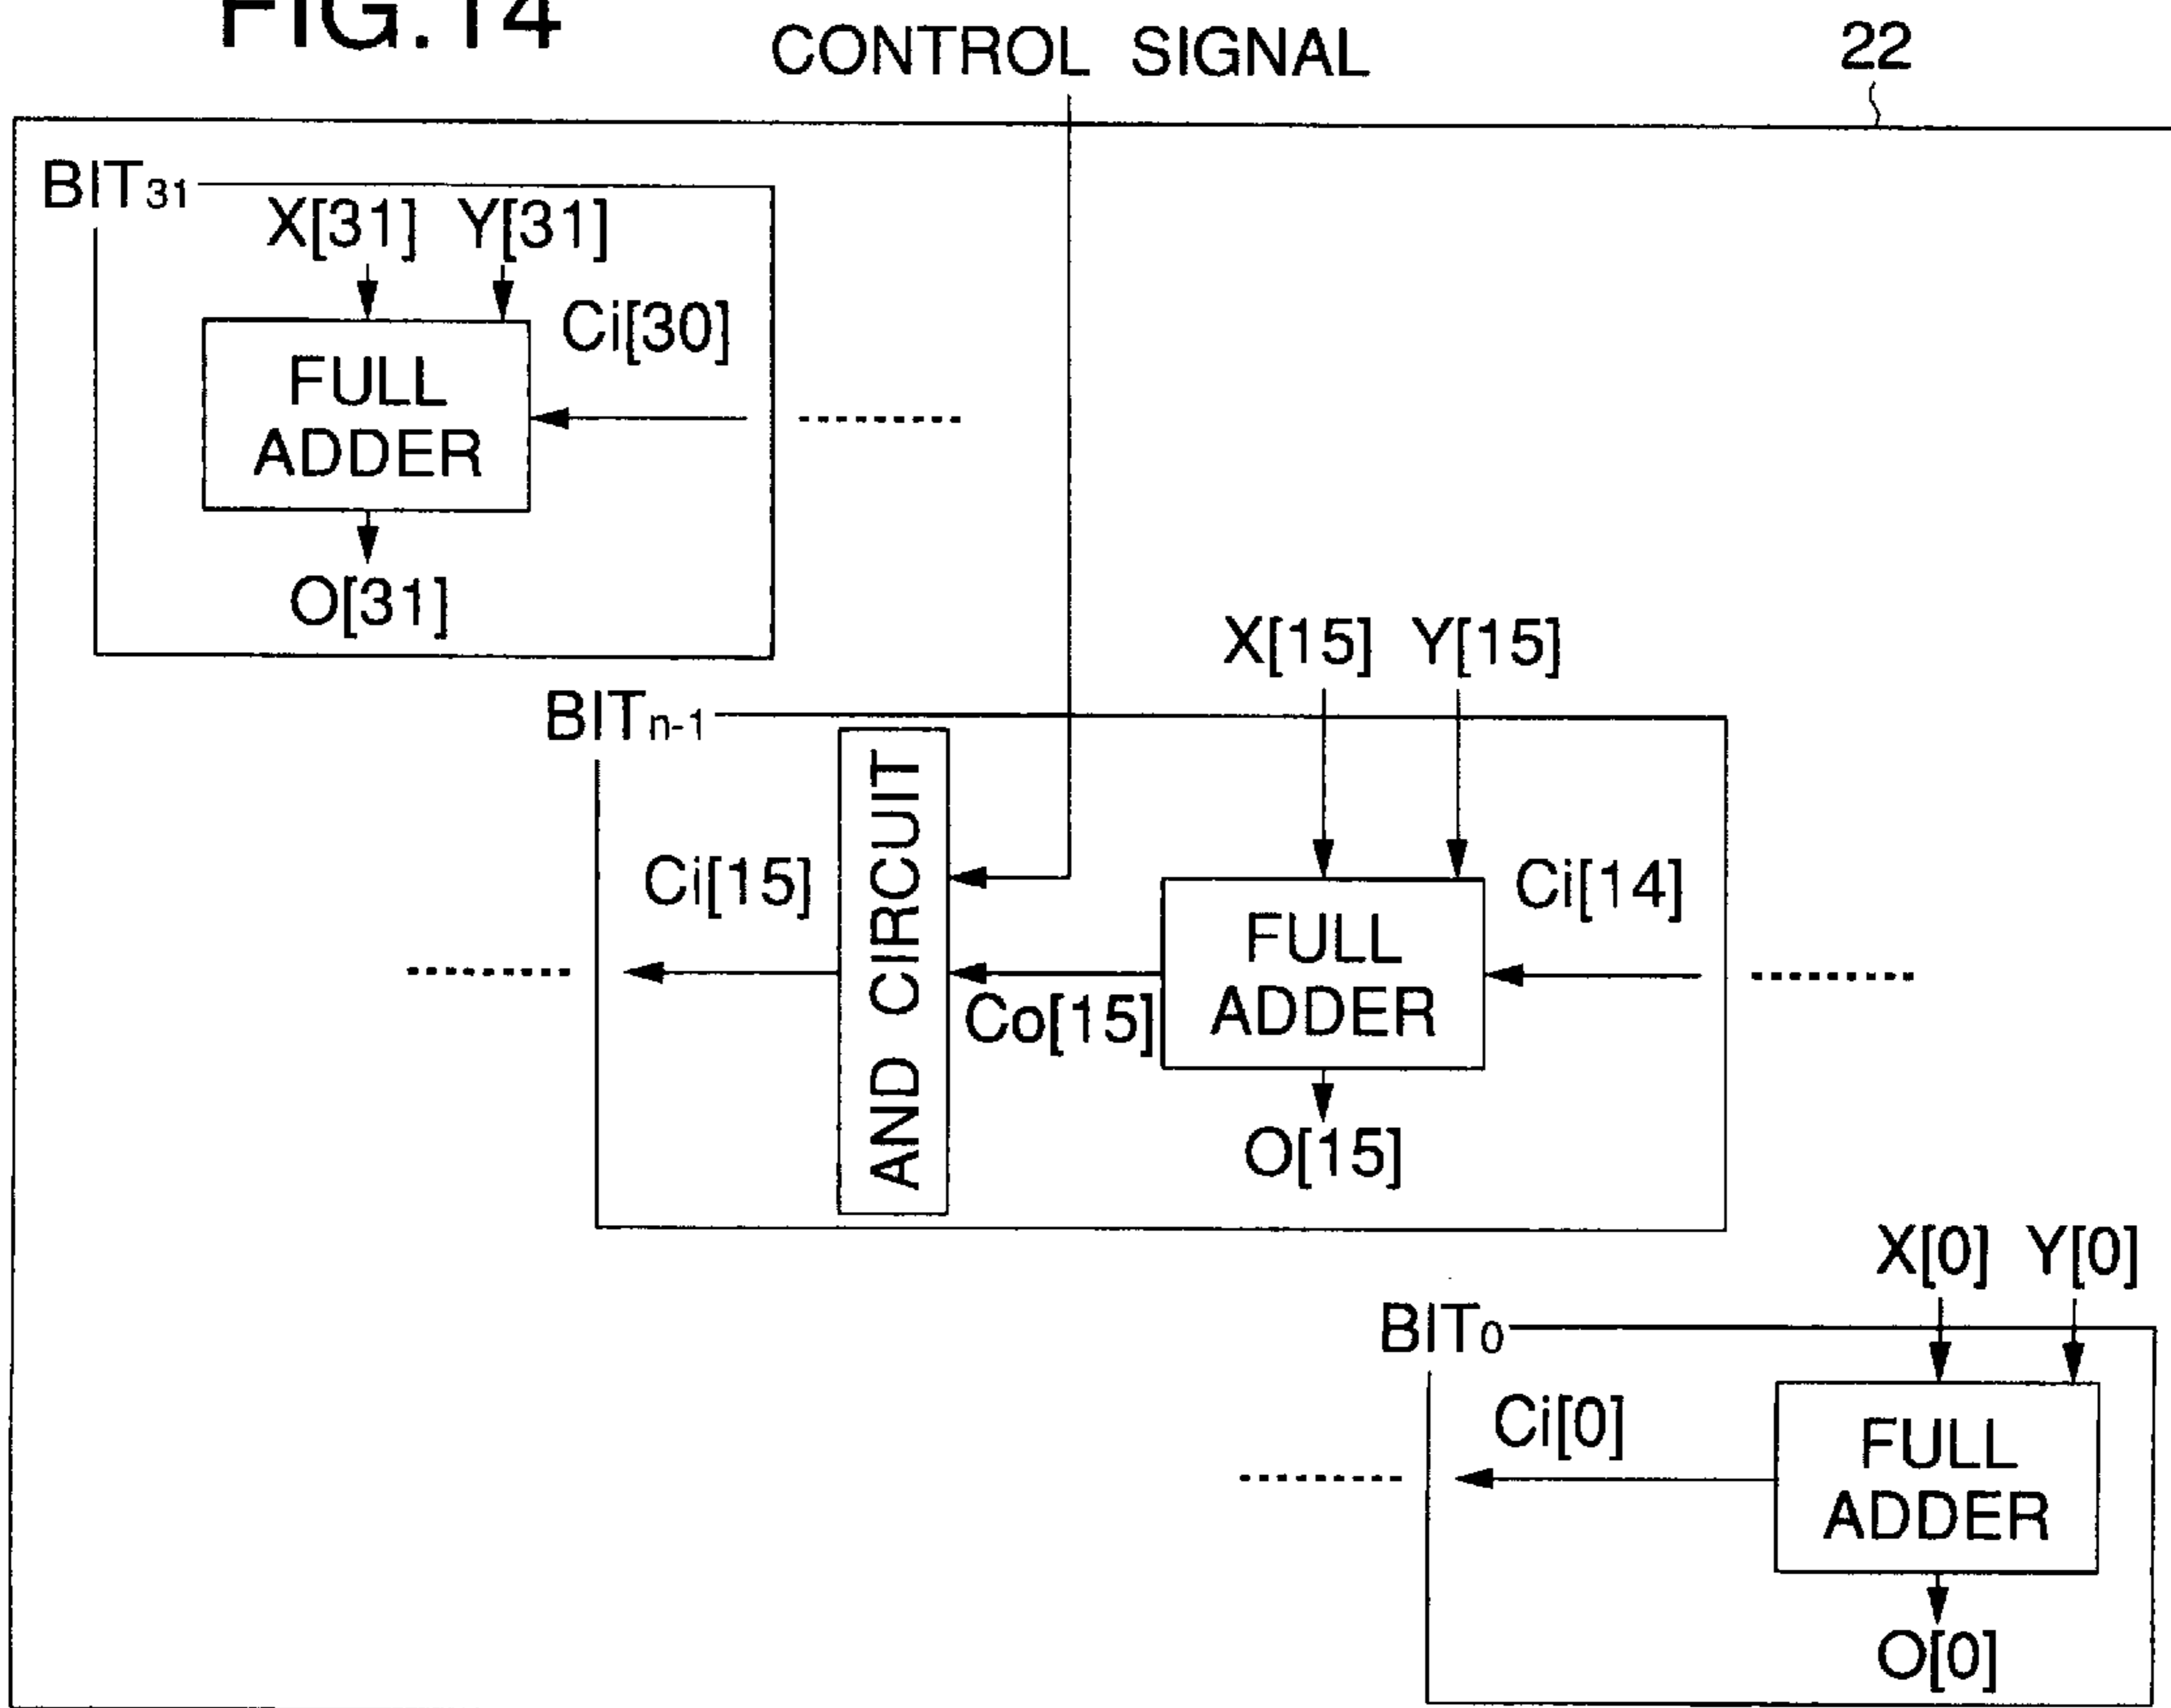 FIG.14
CONTROL SIGNAL
22
BIT31
X[31] Y[31]
Ci[30]
FULL
ADDER
O[31]
X[15] Y[15]
BITn-1
AND CIRCUIT
Ci[15]
Ci[14]
FULL
ADDER
Co[15]
O[15]
X[0] Y[0]
BIT0
Ci[0]
FULL
ADDER
O[0]